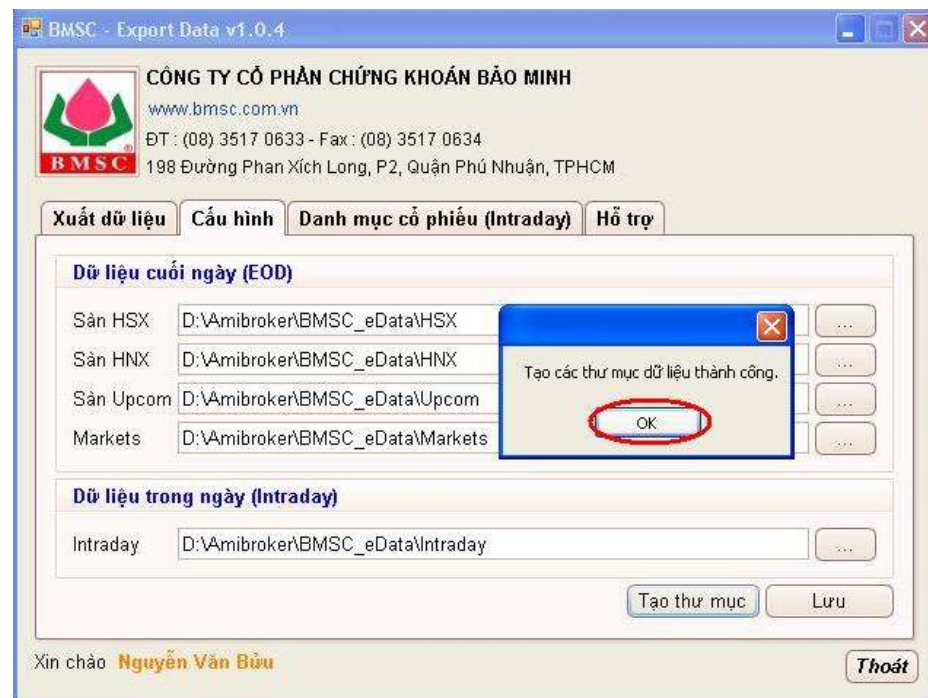 BMSC - Export Data v1.0.4
CÔNG TY CỔ PHẦN CHỨNG KHOÁN BẢO MINH
www.bmsc.com.vn
ĐT : (08) 3517 0633 - Fax : (08) 3517 0634
BMSC 198 Đường Phan Xích Long, P2, Quận Phú Nhuận, TPHCM
Xuất dữ liệu Cấu hình Danh mục cổ phiếu (Intraday) Hỗ trợ
Dữ liệu cuối ngày (EOD)
Sàn HSX D:\Amibroker\BMSC_eData\HSX ...
Sàn HNX D:\Amibroker\BMSC_eData\HNX ...
Tạo các thư mục dữ liệu thành công.
Sàn Upcom D:\Amibroker\BMSC_eData\Upcom ...
OK
Markets D:\Amibroker\BMSC_eData\Markets ...
Dữ liệu trong ngày (Intraday)
Intraday D:\Amibroker\BMSC_eData\Intraday ...
Tạo thư mục Lưu
Xin chào Nguyễn Văn Bửu Thoát